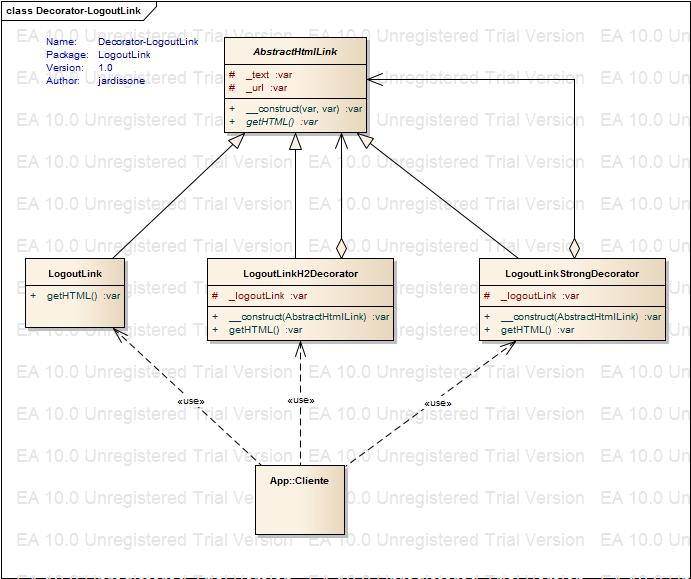 class Decorator-LogoutLink
Name: Decorator-LogoutLink
Package: LogoutLink
Version: 1.0
Author: jardissone
AbstractHtmlLink
# _text :var
# _url :var
+ __construct(var, var) :var
+ getHTML() :var
LogoutLink
+ getHTML() :var
LogoutLinkH2Decorator
# _logoutLink :var
+ __construct(AbstractHtmlLink) :var
+ getHTML() :var
LogoutLinkStrongDecorator
# _logoutLink :var
+ __construct(AbstractHtmlLink) :var
+ getHTML() :var
«use»
«use»
«use»
App::Cliente
EA 10.0 Unregistered Trial Version